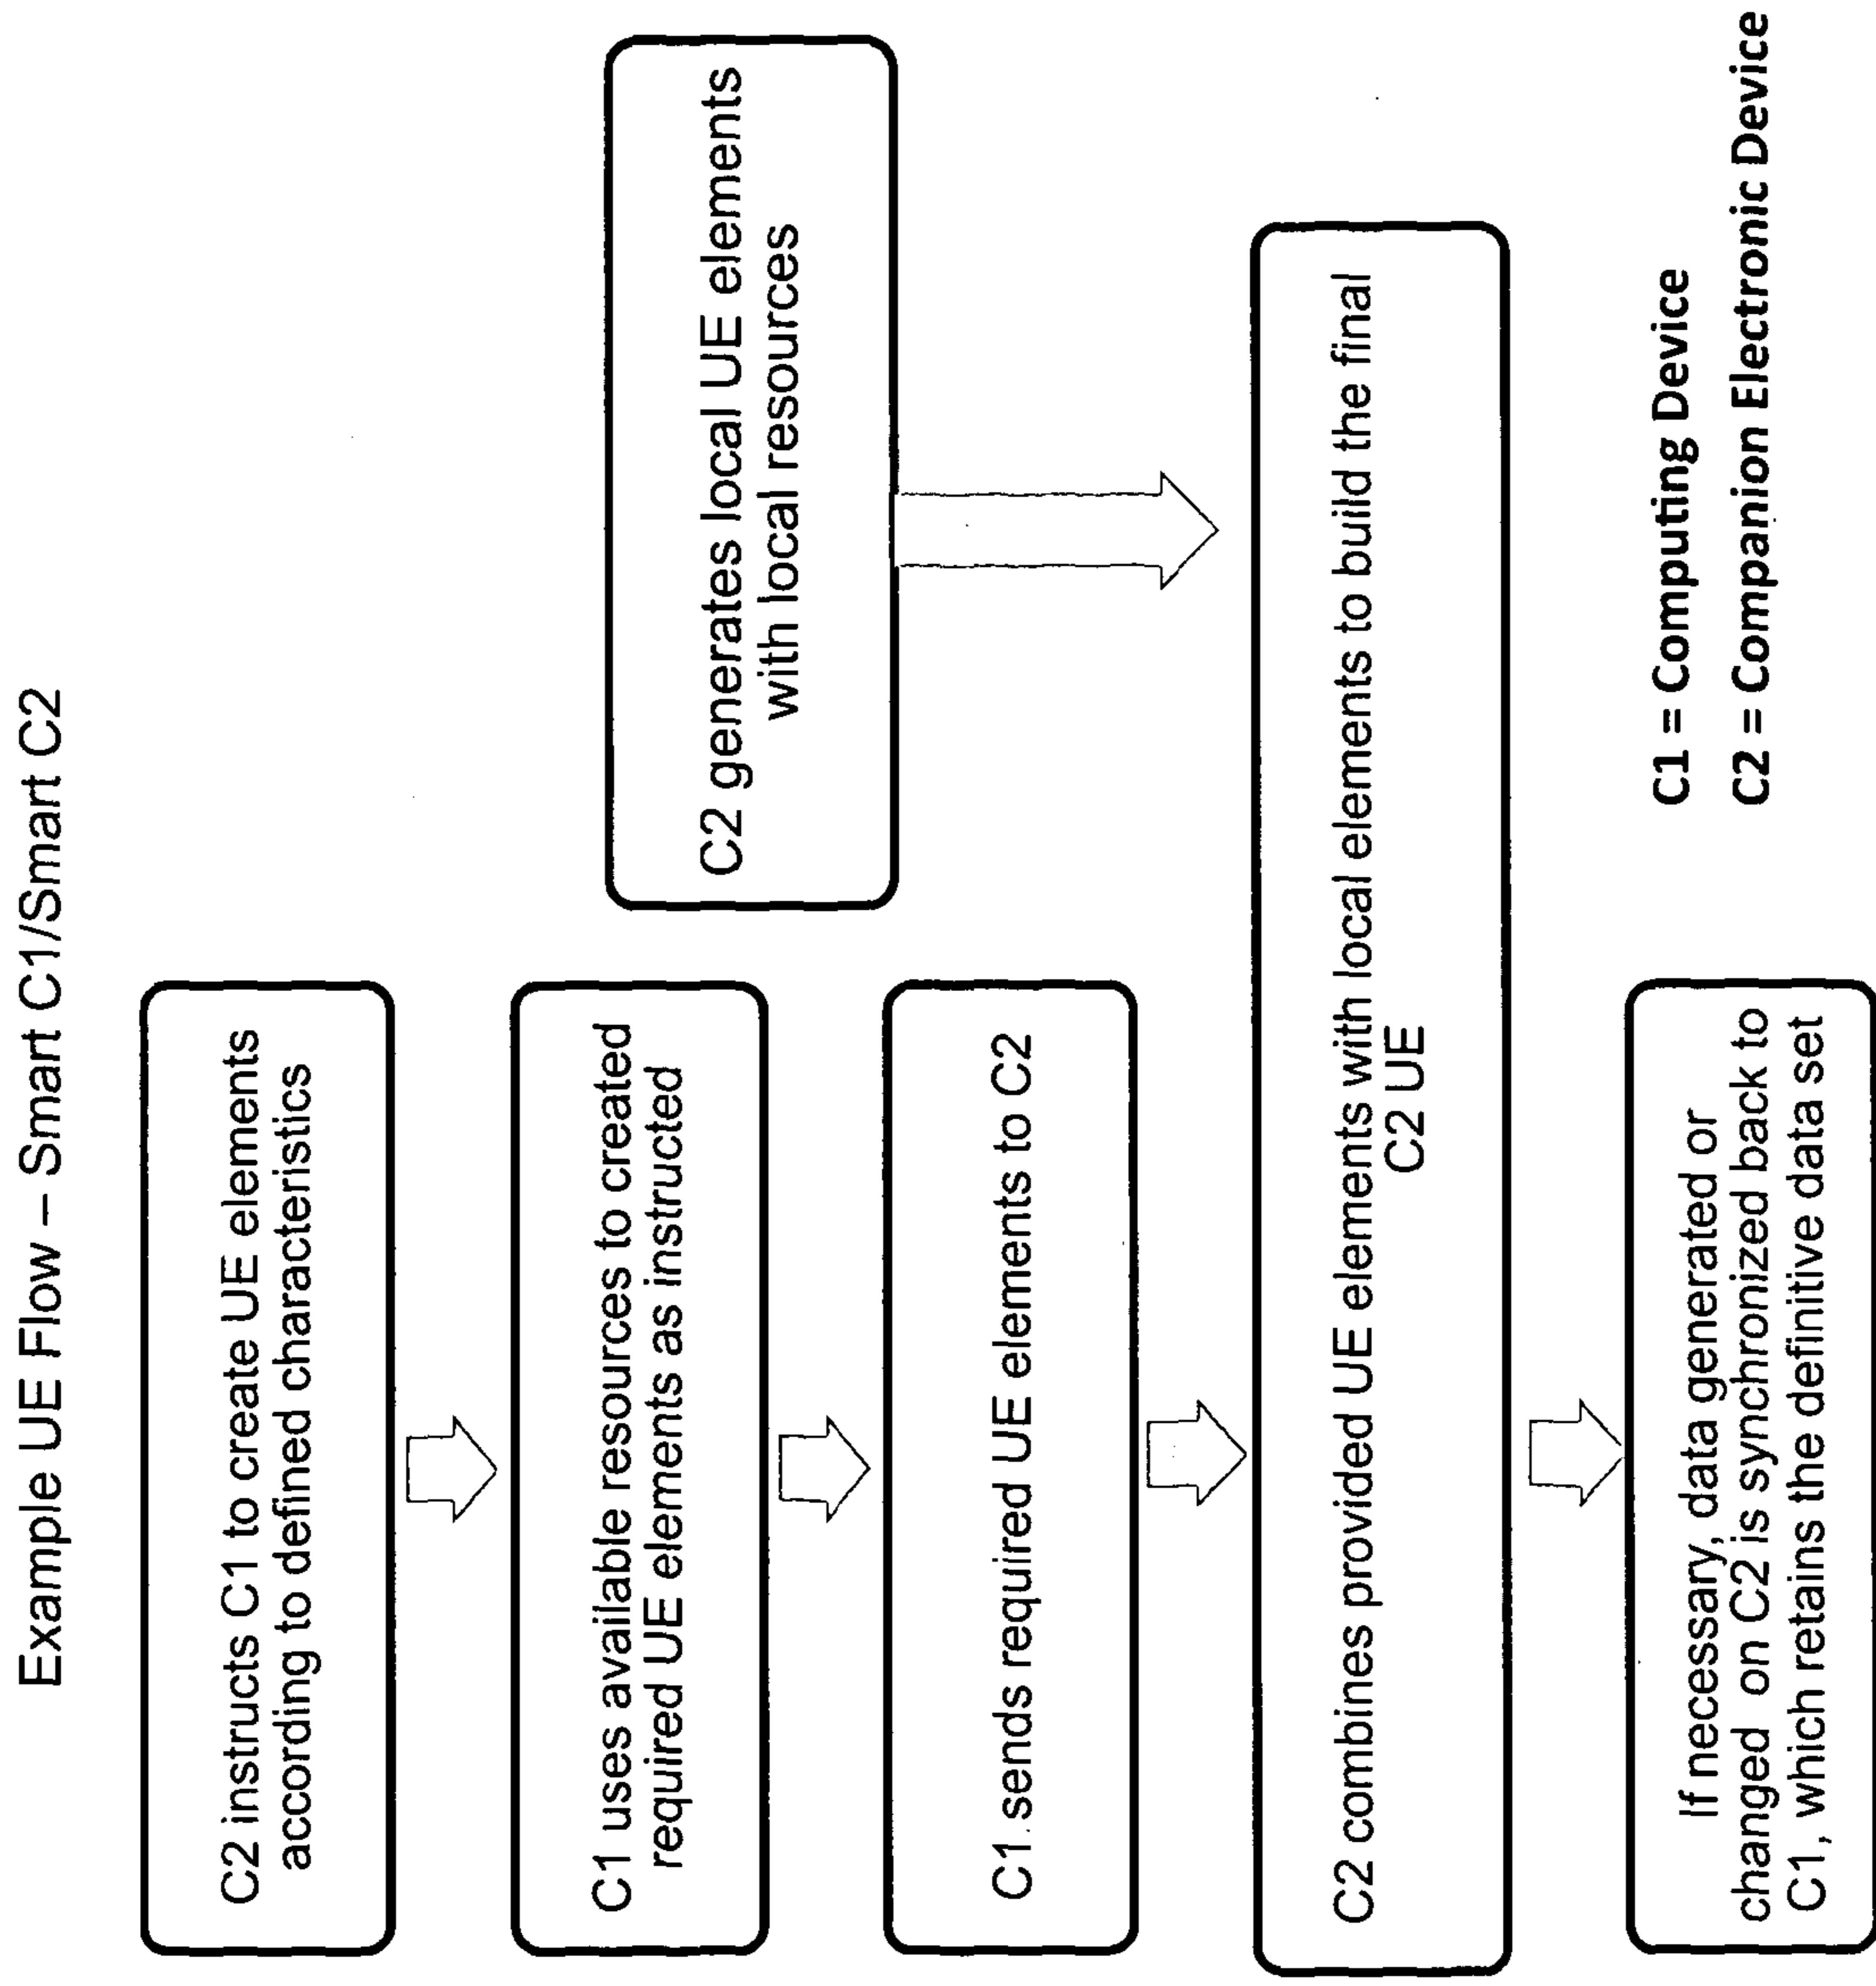 Example UE Flow – Smart C1/Smart C2
C2 instructs C1 to create UE elements
according to defined characteristics
C1 uses available resources to created
required UE elements as instructed
C1 sends required UE elements to C2
C2 generates local UE elements
with local resources
C2 combines provided UE elements with local elements to build the final
C2 UE
If necessary, data generated or
changed on C2 is synchronized back to
C1, which retains the definitive data set
C1 = Computing Device
C2 = Companion Electronic Device